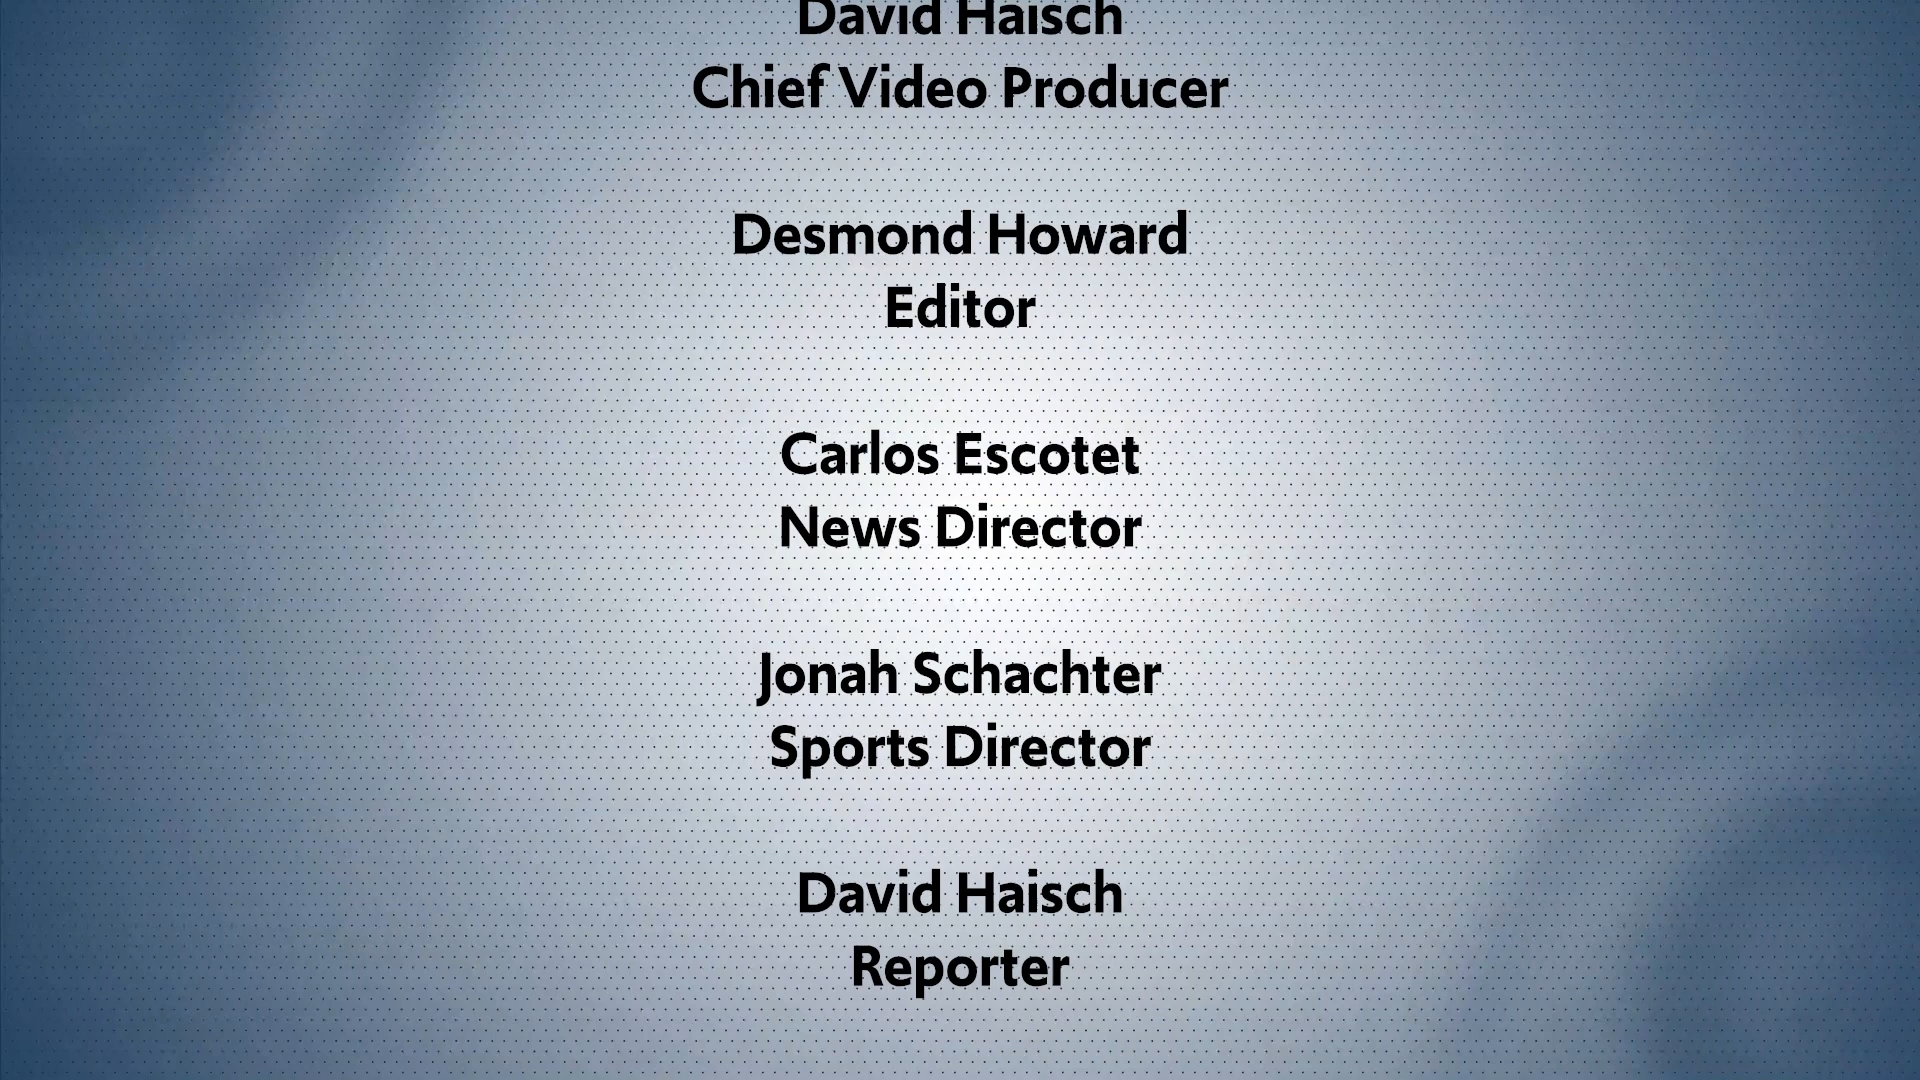 David Haisch
Chief Video Producer
Desmond Howard
Editor
Carlos Escotet
News Director
Jonah Schachter
Sports Director
David Haisch
Reporter